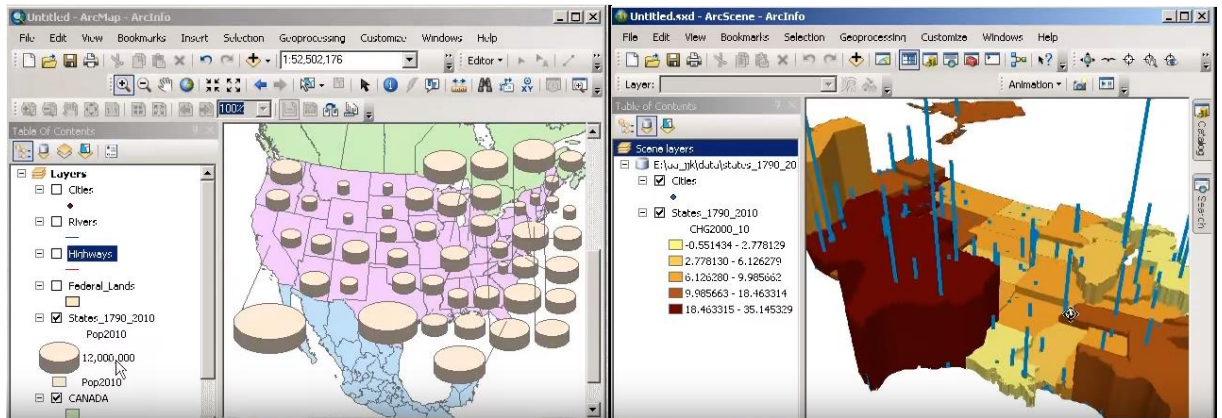 Untitled - ArcMap - ArcInfo
File Edit View Bookmarks Insert Selection Geoprocessing Customize Windows Help
1:52,502,176
Editor
100%
Table Of Contents
Layers
Cities
Rivers
Highways
Federal_Lands
States_1790_2010
Pop2010
12,000,000
Pop2010
CANADA
Untitled.sxd - ArcScene - ArcInfo
File Edit View Bookmarks Selection Geoprocessing Customize Windows Help
Layer:
Animation
Table of Contents
Scene layers
Cities
States_1790_2010
CHG2000_10
-0.551434 - 2.778129
2.778130 - 6.126279
6.126280 - 9.985662
9.985663 - 18.463314
18.463315 - 35.145329
Catalog
Search